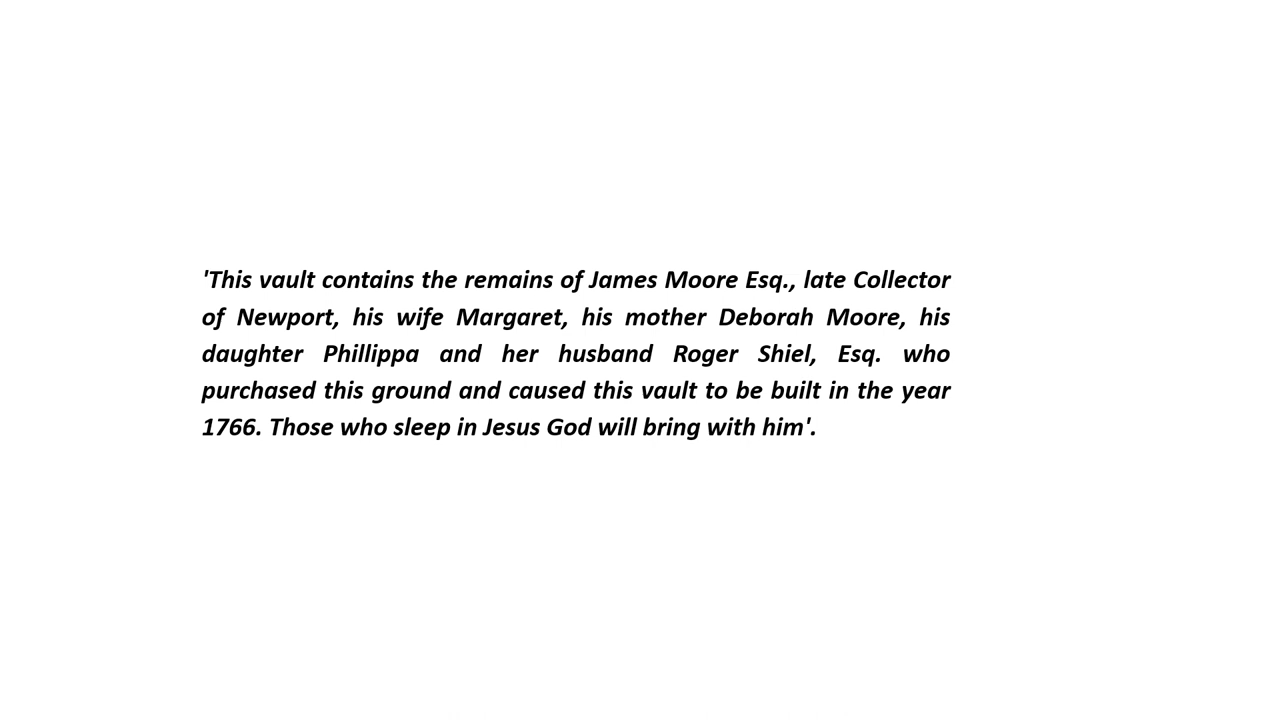 'This vault contains the remains of James Moore Esq., late Collector
of Newport, his wife Margaret, his mother Deborah Moore, his
daughter Phillippa and her husband Roger Shiel, Esq. who
purchased this ground and caused this vault to be built in the year
1766. Those who sleep in Jesus God will bring with him'.